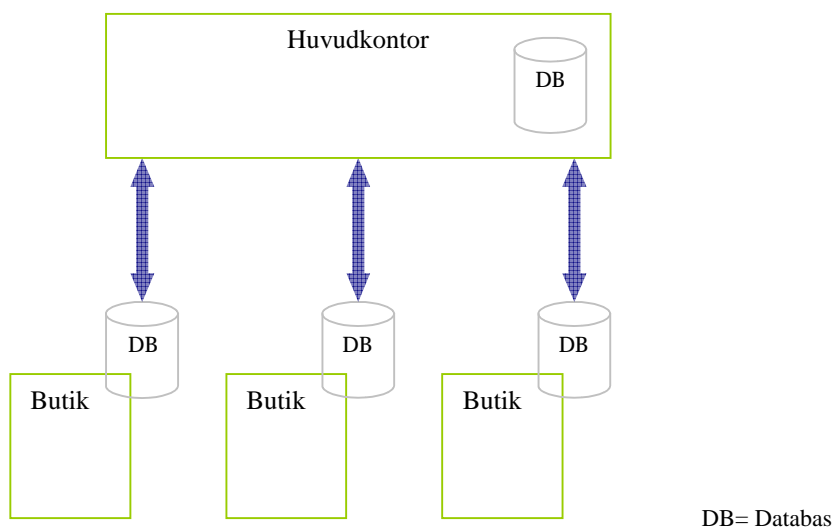 Huvudkontor
DB
DB
DB
DB
Butik
Butik
Butik
DB= Databas